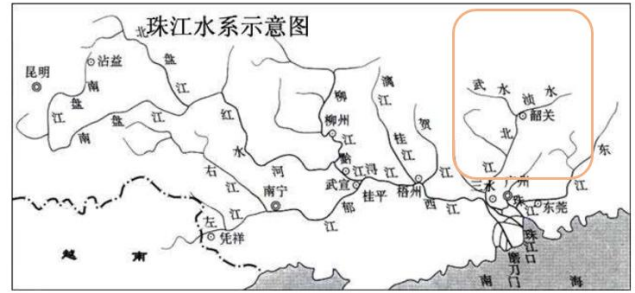 珠江水系示意图
昆明
沾益
北盘江
南盘江
南盘江
红水河
柳江
柳州
漓江
桂江
贺江
武水
浈水
韶关
北江
东江
黔江
浔江
武宣
桂平
梧州
西江
三水
广州
珠江
东莞
右江
南宁
郁江
左江
凭祥
珠江口
磨刀门
越南
南海